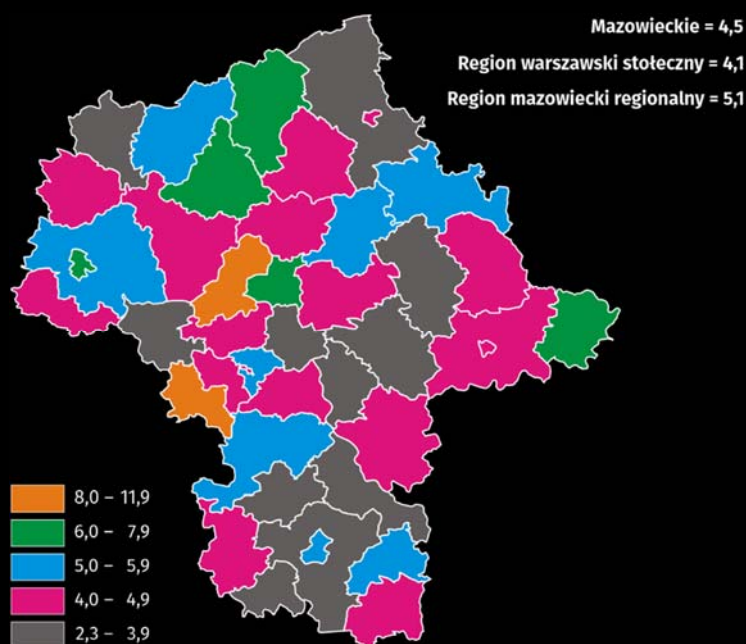 Mazowieckie = 4,5
Region warszawski stołeczny = 4,1
Region mazowiecki regionalny = 5,1
8,0 – 11,9
6,0 – 7,9
5,0 – 5,9
4,0 – 4,9
2,3 – 3,9